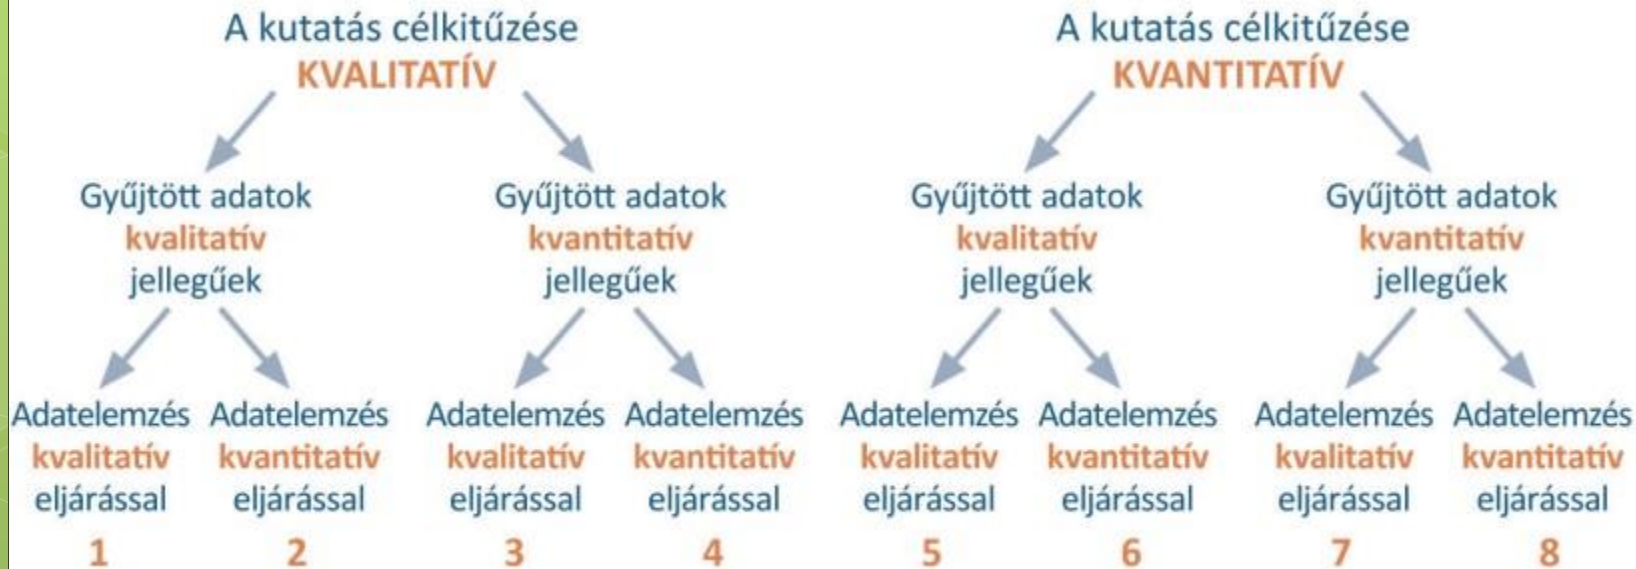 A kutatás célkitűzése
KVALITATÍV
Gyűjtött adatok
kvalitatív
jellegűek
Gyűjtött adatok
kvantitatív
jellegűek
Adatelemzés
kvalitatív
eljárással
1
Adatelemzés
kvantitatív
eljárással
2
Adatelemzés
kvalitatív
eljárással
3
Adatelemzés
kvantitatív
eljárással
4
A kutatás célkitűzése
KVANTITATÍV
Gyűjtött adatok
kvalitatív
jellegűek
Gyűjtött adatok
kvantitatív
jellegűek
Adatelemzés
kvalitatív
eljárással
5
Adatelemzés
kvantitatív
eljárással
6
Adatelemzés
kvalitatív
eljárással
7
Adatelemzés
kvantitatív
eljárással
8